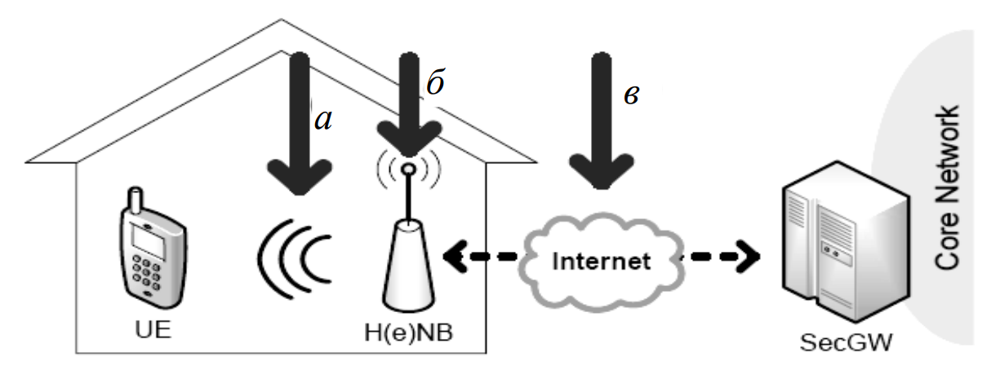 а
б
в
UE
H(e)NB
Internet
SecGW
Core Network